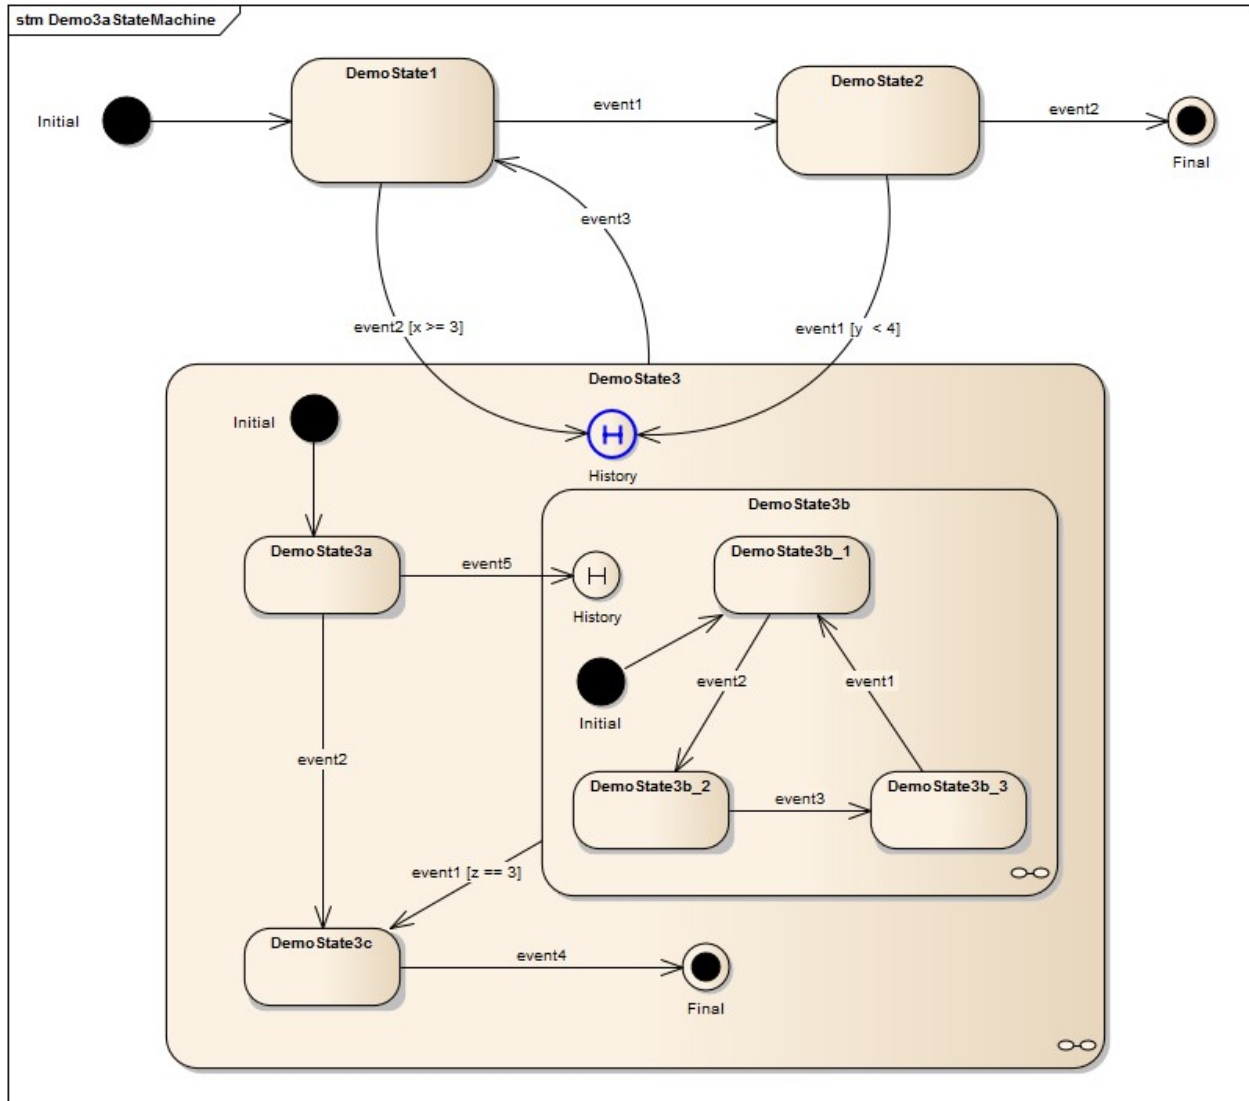 stm Demo3aStateMachine
DemoState1
DemoState2
Initial
event1
event2
Final
event3
event2 [x >= 3]
event1 [y < 4]
DemoState3
Initial
H
History
DemoState3b
DemoState3a
DemoState3b_1
event5
H
History
event2
event1
Initial
event2
DemoState3b_2
DemoState3b_3
event3
event1 [z == 3]
DemoState3c
event4
Final